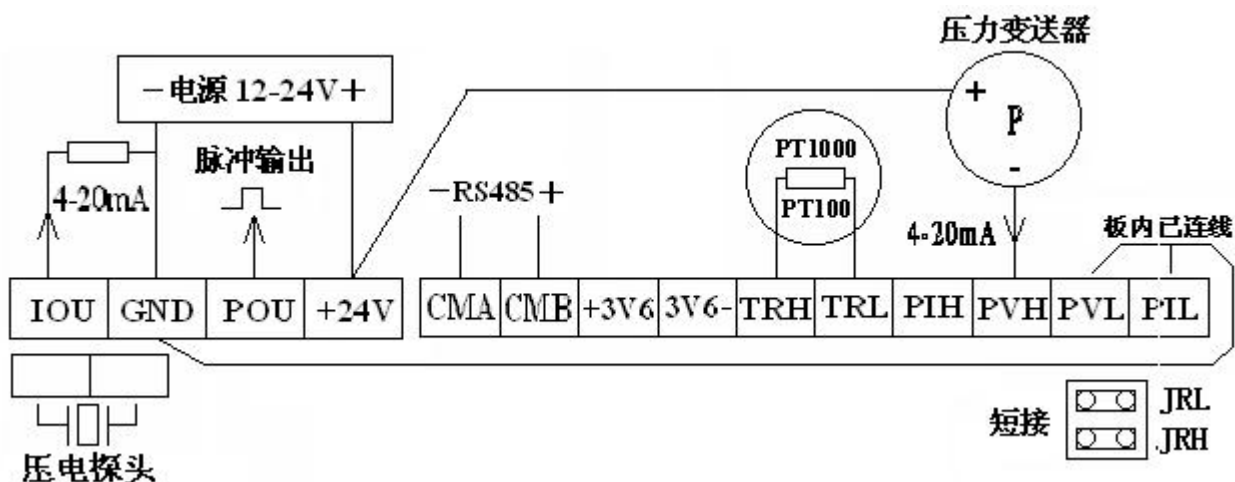 压力变送器
－电源 12-24V＋
+
P
-
脉冲输出
PT1000
PT100
4-20mA
－RS485＋
4-20mA
板内已连线
IOU GND POU +24V
CMA CMB +3V6 3V6- TRH TRL PIH PVH PVL PIL
短接
JRL
JRH
压电探头